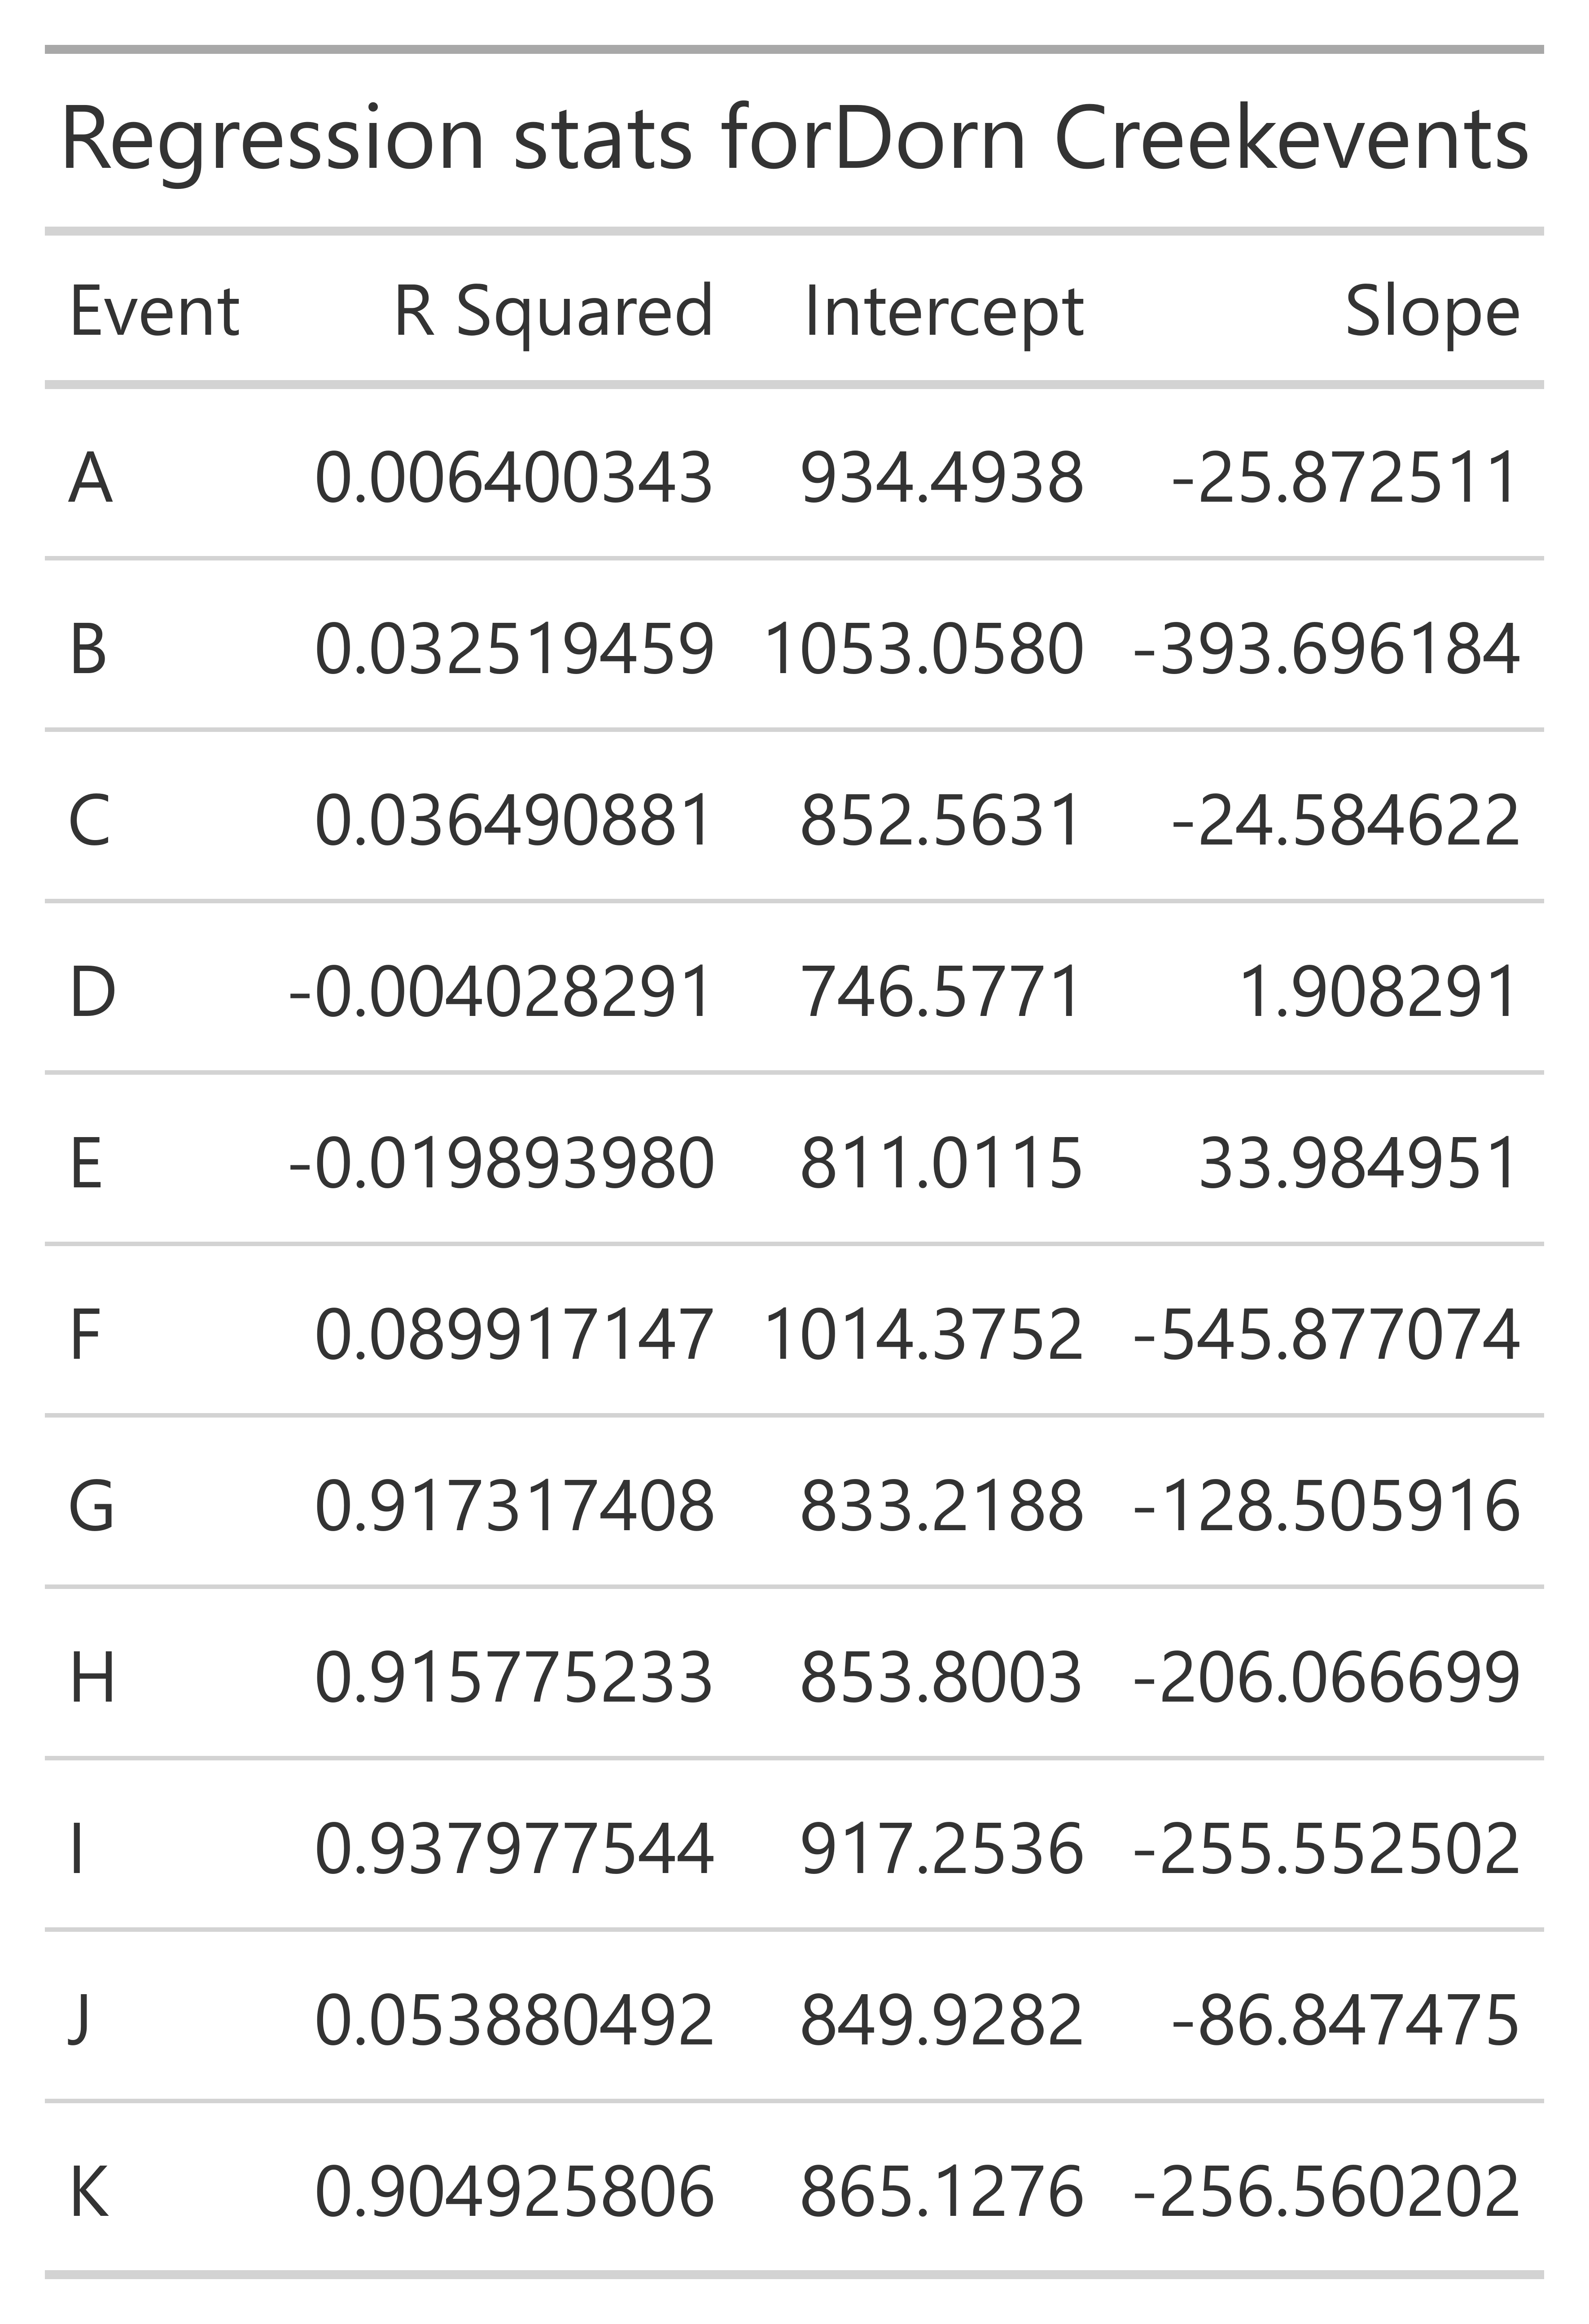 Regression stats forDorn Creekevents
Event R Squared Intercept Slope
A 0.006400343 934.4938 -25.872511
B 0.032519459 1053.0580 -393.696184
C 0.036490881 852.5631 -24.584622
D -0.004028291 746.5771 1.908291
E -0.019893980 811.0115 33.984951
F 0.089917147 1014.3752 -545.877074
G 0.917317408 833.2188 -128.505916
H 0.915775233 853.8003 -206.066699
I 0.937977544 917.2536 -255.552502
J 0.053880492 849.9282 -86.847475
K 0.904925806 865.1276 -256.560202